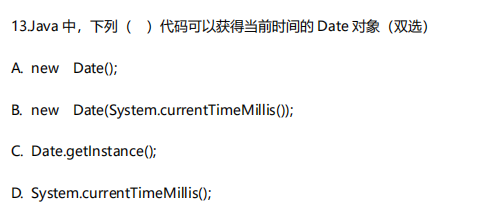 13.Java 中，下列（ ）代码可以获得当前时间的 Date 对象（双选）
A. new Date();
B. new Date(System.currentTimeMillis());
C. Date.getInstance();
D. System.currentTimeMillis();